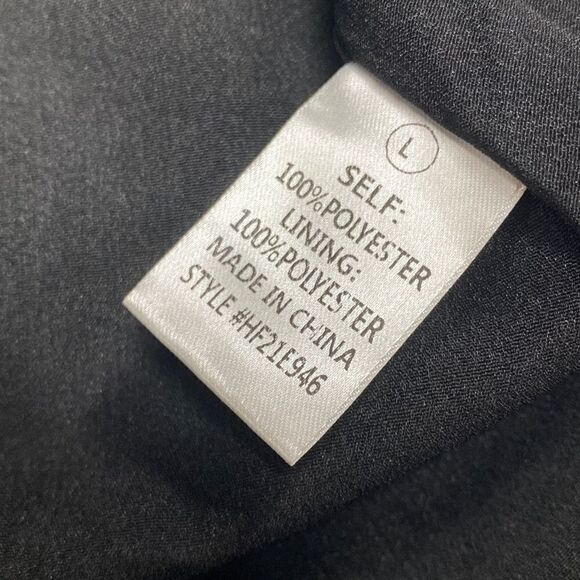 L
SELF:
100%POLYESTER
LINING:
100%POLYESTER
MADE IN CHINA
STYLE #HF21E946